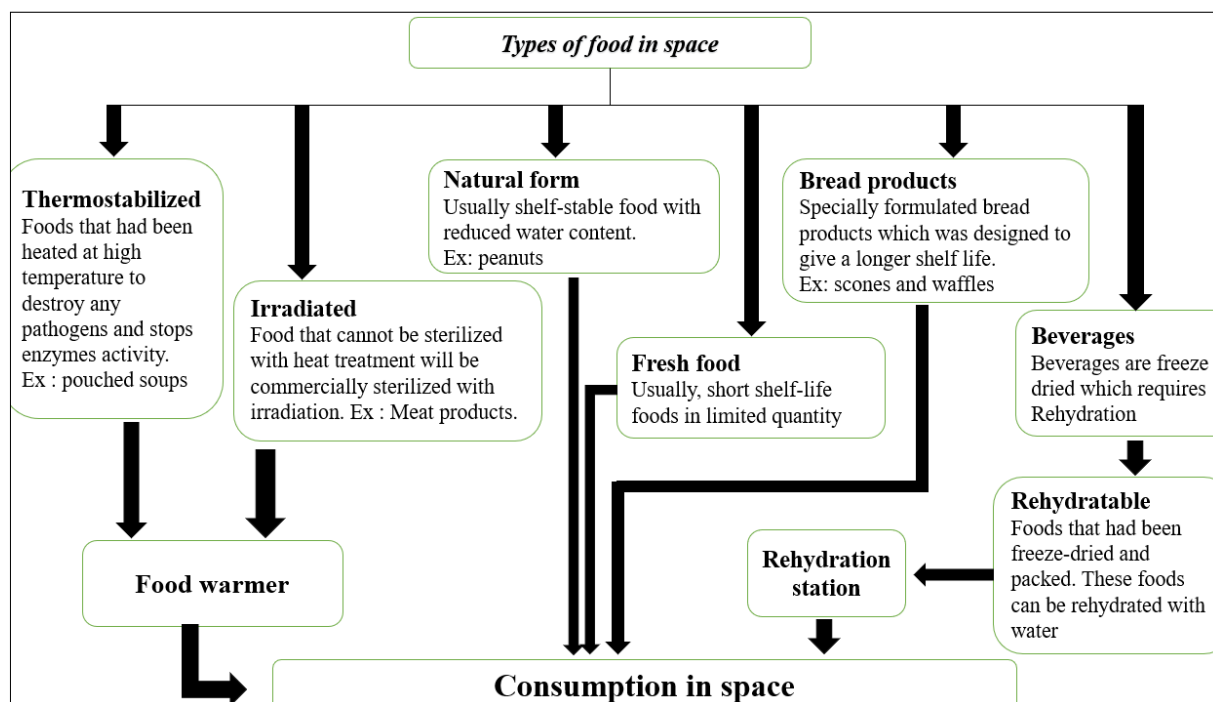 Types of food in space
Thermostabilized
Foods that had been
heated at high
temperature to
destroy any
pathogens and stops
enzymes activity.
Ex : pouched soups
Irradiated
Food that cannot be sterilized
with heat treatment will be
commercially sterilized with
irradiation. Ex : Meat products.
Natural form
Usually shelf-stable food with
reduced water content.
Ex: peanuts
Fresh food
Usually, short shelf-life
foods in limited quantity
Bread products
Specially formulated bread
products which was designed to
give a longer shelf life.
Ex: scones and waffles
Beverages
Beverages are freeze
dried which requires
Rehydration
Rehydratable
Foods that had been
freeze-dried and
packed. These foods
can be rehydrated with
water
Rehydration
station
Food warmer
Consumption in space